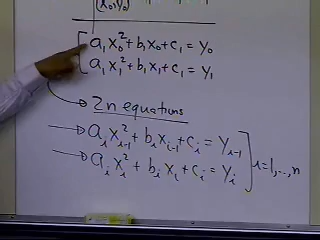 (x₀,y₀)
a₁x₀²+b₁x₀+c₁=y₀
a₁x₁²+b₁x₁+c₁=y₁
2n equations
aᵢxᵢ₋₁²+bᵢxᵢ₋₁+cᵢ=yᵢ₋₁
aᵢxᵢ²+bᵢxᵢ+cᵢ=yᵢ
i=1,...,n